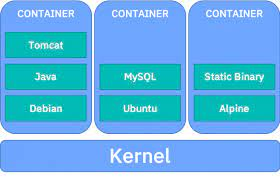 CONTAINER
Tomcat
Java
Debian
CONTAINER
MySQL
Ubuntu
CONTAINER
Static Binary
Alpine
Kernel